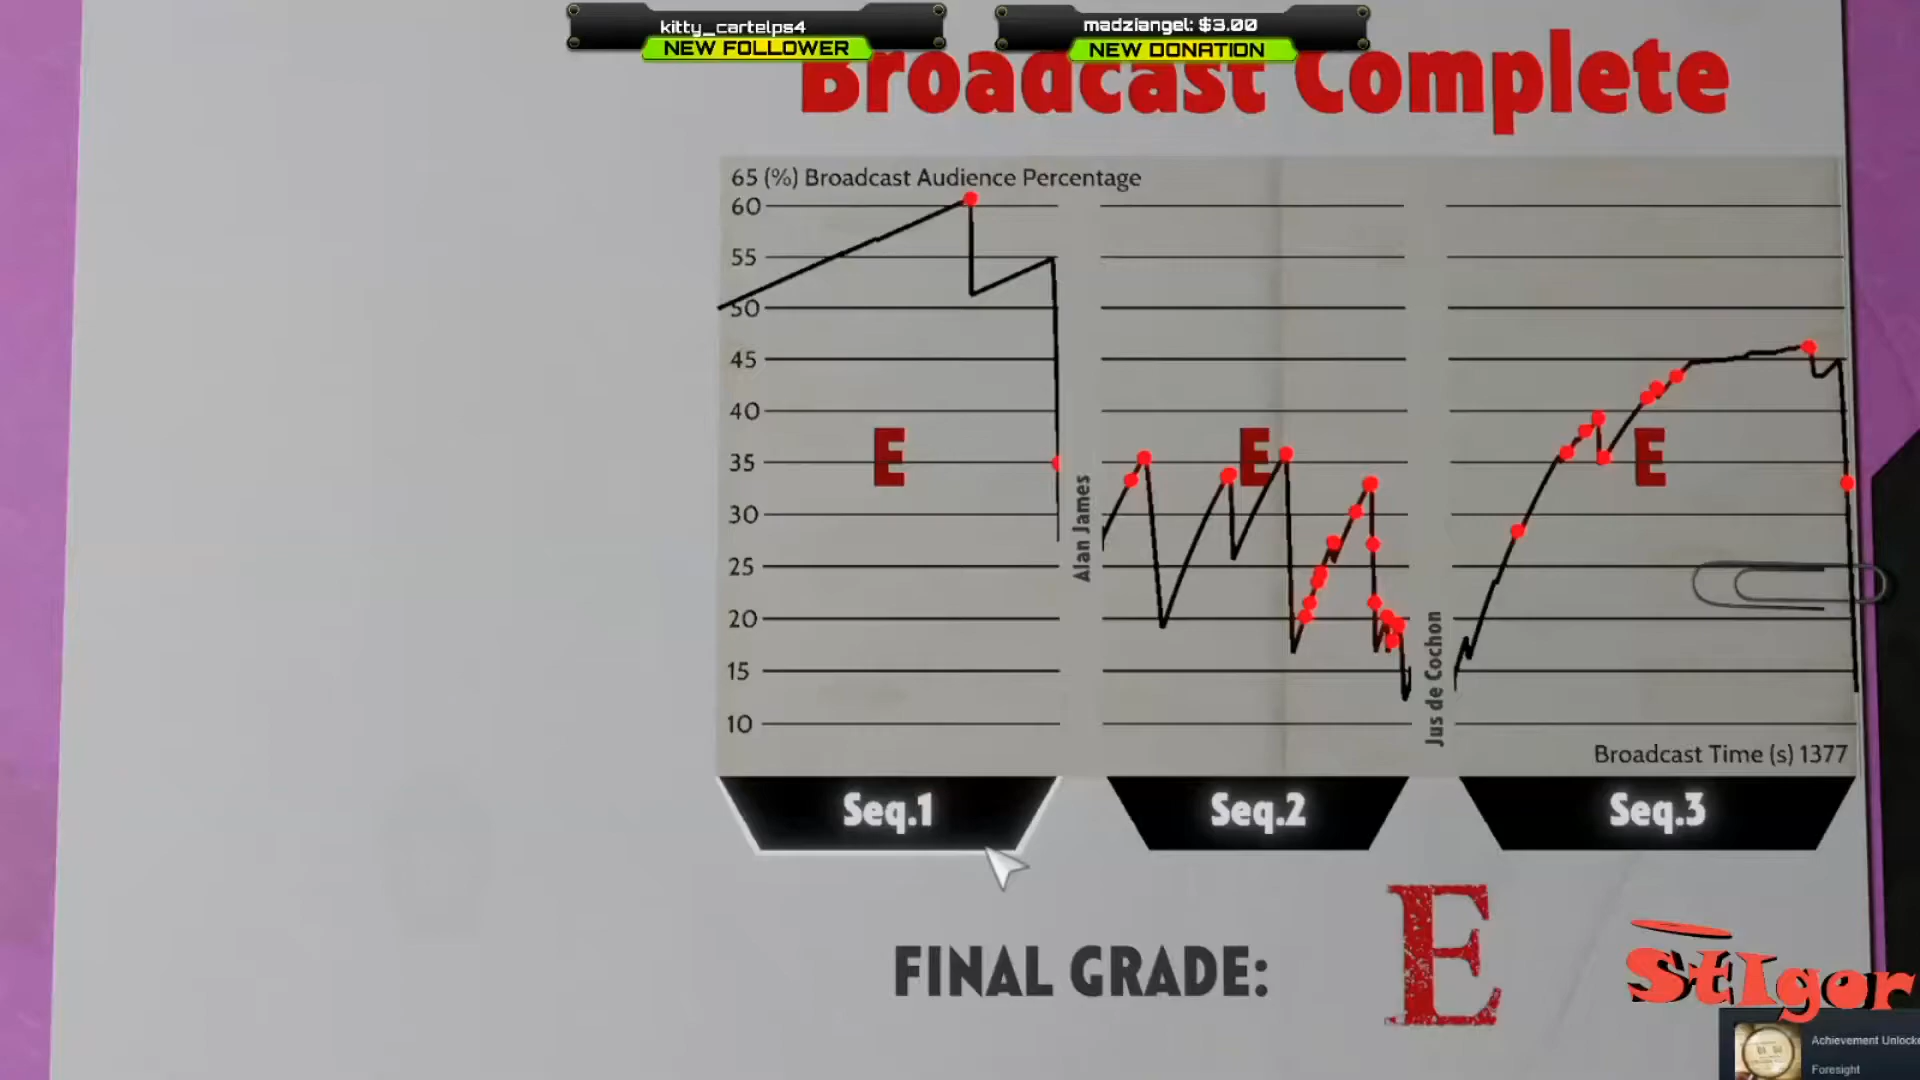 kitty_cartelps4
NEW FOLLOWER
madziangel: $3.00
NEW DONATION
Broadcast Complete
65 (%) Broadcast Audience Percentage
60
55
50
45
40
35
30
25
20
15
10
E
E
E
Alan James
Jus de Cochon
Broadcast Time (s) 1377
Seq.1
Seq.2
Seq.3
FINAL GRADE:
E
StIgor
Achievement Unlocke
Foresight